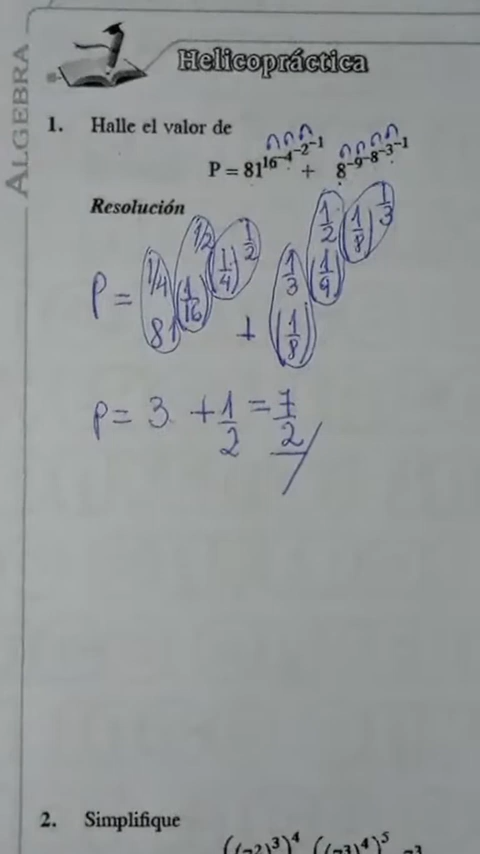 ALGEBRA
Helicopráctica
1. Halle el valor de
P = 81^16^-4^-2^-1 + 8^-9^-8^-3^-1
Resolución
P = 81^(1/16)^(1/4)^1/2 + (1/8)^(1/9)^(1/8)^1/3
1/4 1/2 1/3 1/2
P = 3 + 1/2 = 7/2
2. Simplifique